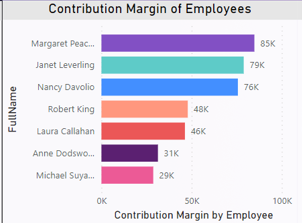 Contribution Margin of Employees
FullName
Margaret Peac... 85K
Janet Leverling 79K
Nancy Davolio 76K
Robert King 48K
Laura Callahan 46K
Anne Dodswo... 31K
Michael Suya... 29K
0K 50K 100K
Contribution Margin by Employee